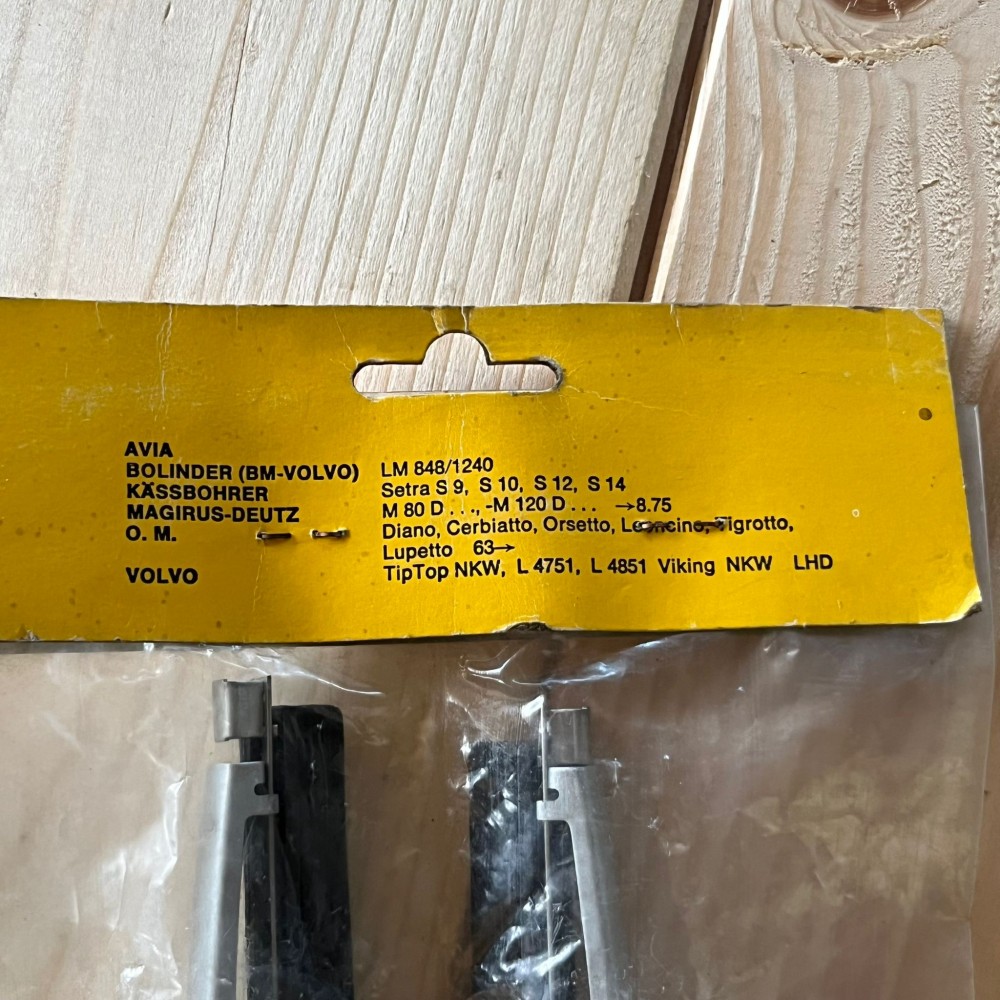 AVIA
BOLINDER (BM-VOLVO) LM 848/1240
KÄSSBOHRER Setra S 9, S 10, S 12, S 14
MAGIRUS-DEUTZ M 80 D . . ., -M 120 D . . . →8.75
O. M. Diano, Cerbiatto, Orsetto, Leoncino, Tigrotto,
Lupetto 63→
VOLVO TipTop NKW, L 4751, L 4851 Viking NKW LHD